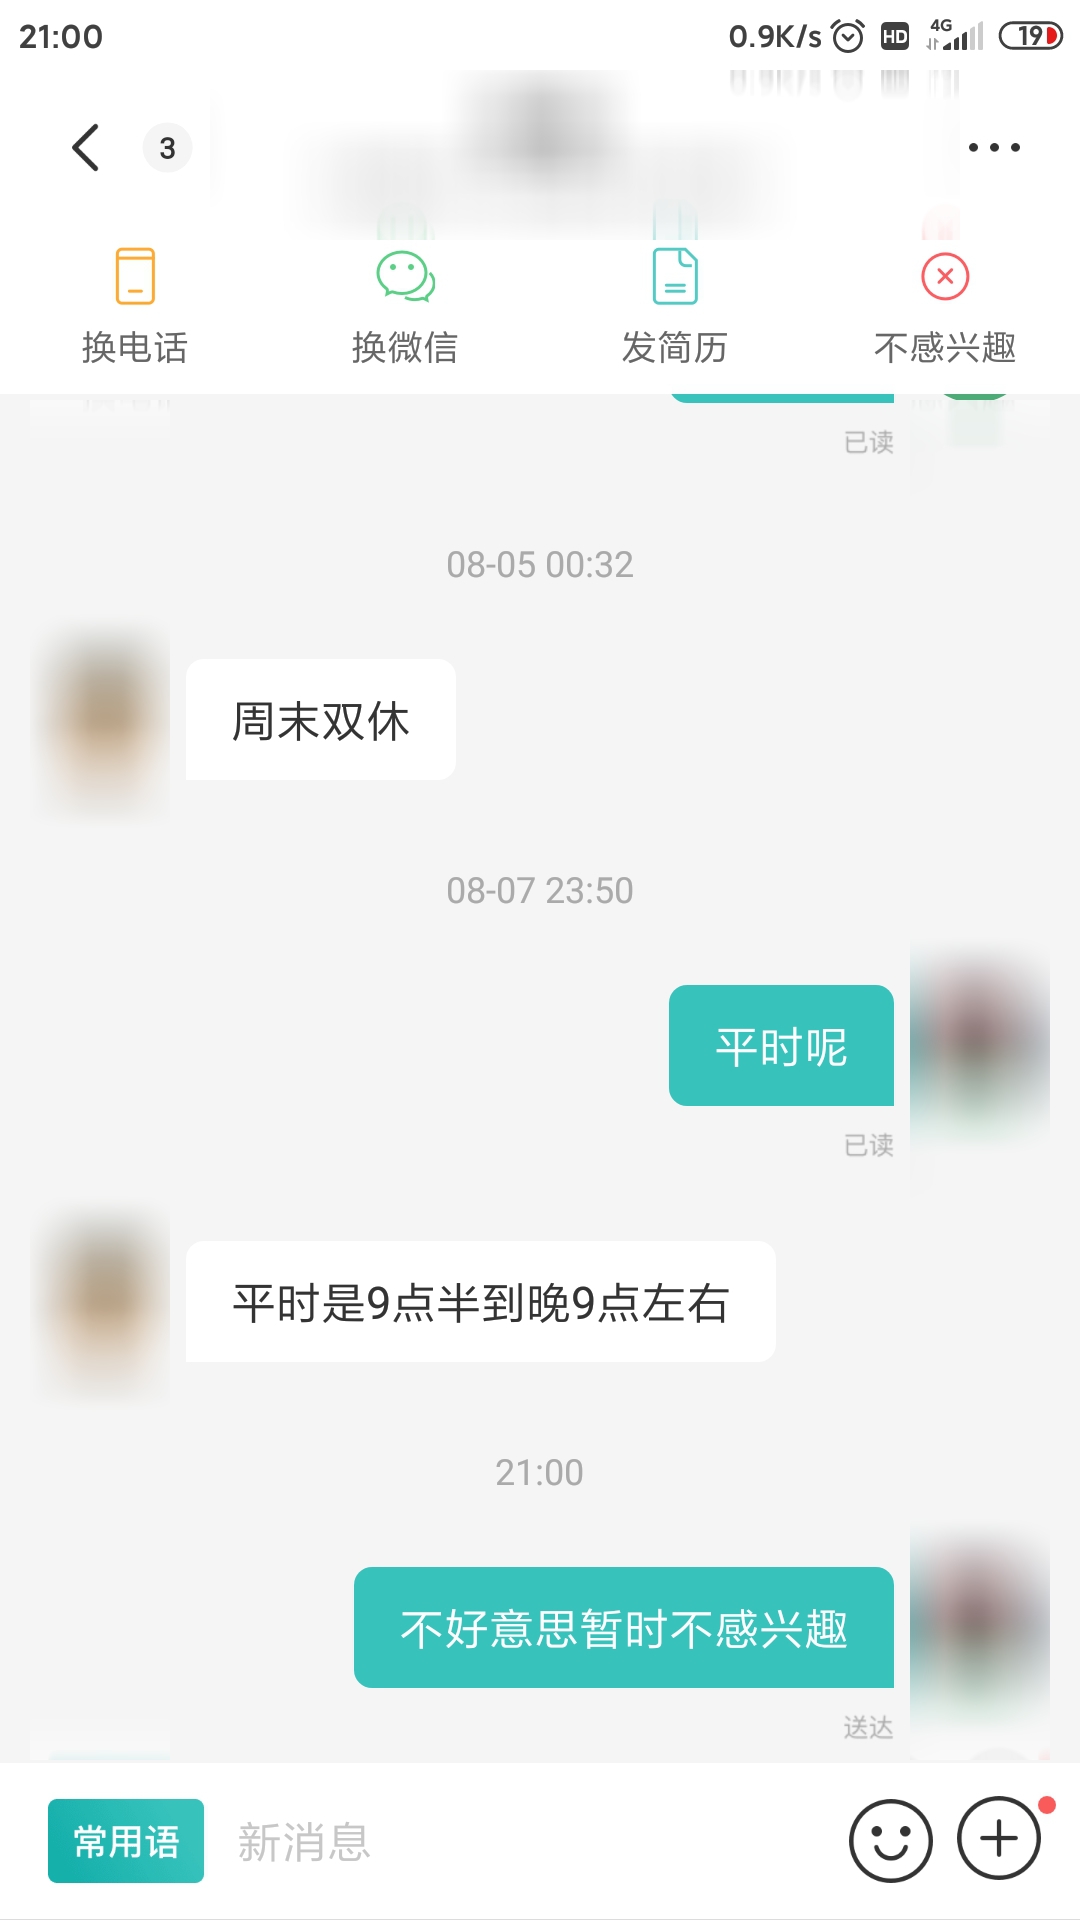 21:00 0.9K/s HD 4G 19
3
换电话 换微信 发简历 不感兴趣
已读
08-05 00:32
周末双休
08-07 23:50
平时呢
已读
平时是9点半到晚9点左右
21:00
不好意思暂时不感兴趣
送达
常用语 新消息